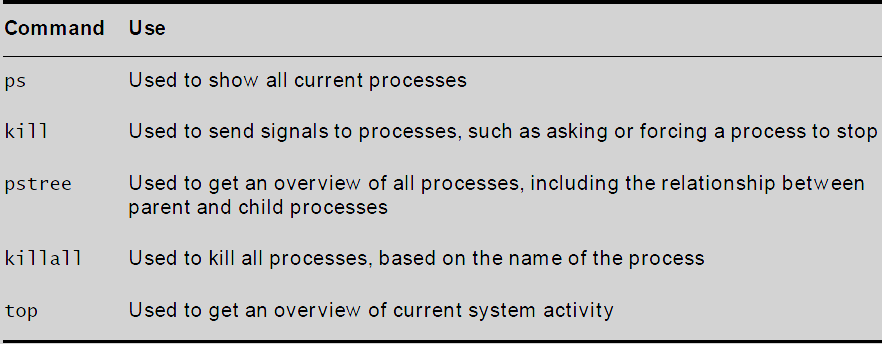 Command Use
ps Used to show all current processes
kill Used to send signals to processes, such as asking or forcing a process to stop
pstree Used to get an overview of all processes, including the relationship between
parent and child processes
killall Used to kill all processes, based on the name of the process
top Used to get an overview of current system activity